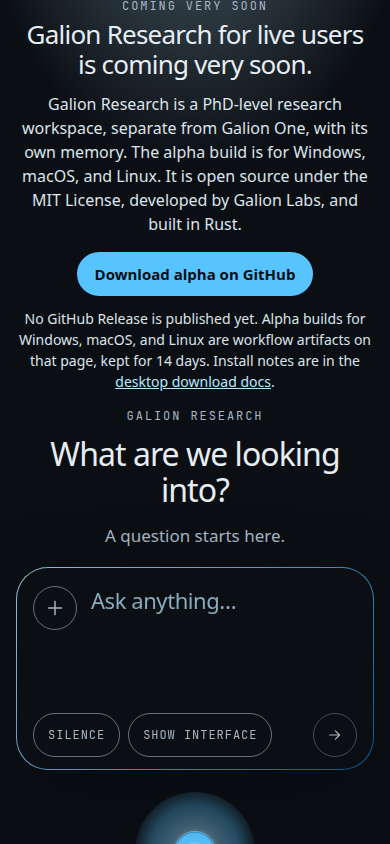 COMING VERY SOON
Galion Research for live users
is coming very soon.
Galion Research is a PhD-level research
workspace, separate from Galion One, with its
own memory. The alpha build is for Windows,
macOS, and Linux. It is open source under the
MIT License, developed by Galion Labs, and
built in Rust.
Download alpha on GitHub
No GitHub Release is published yet. Alpha builds for
Windows, macOS, and Linux are workflow artifacts on
that page, kept for 14 days. Install notes are in the
desktop download docs.
GALION RESEARCH
What are we looking
into?
A question starts here.
Ask anything...
SILENCE
SHOW INTERFACE